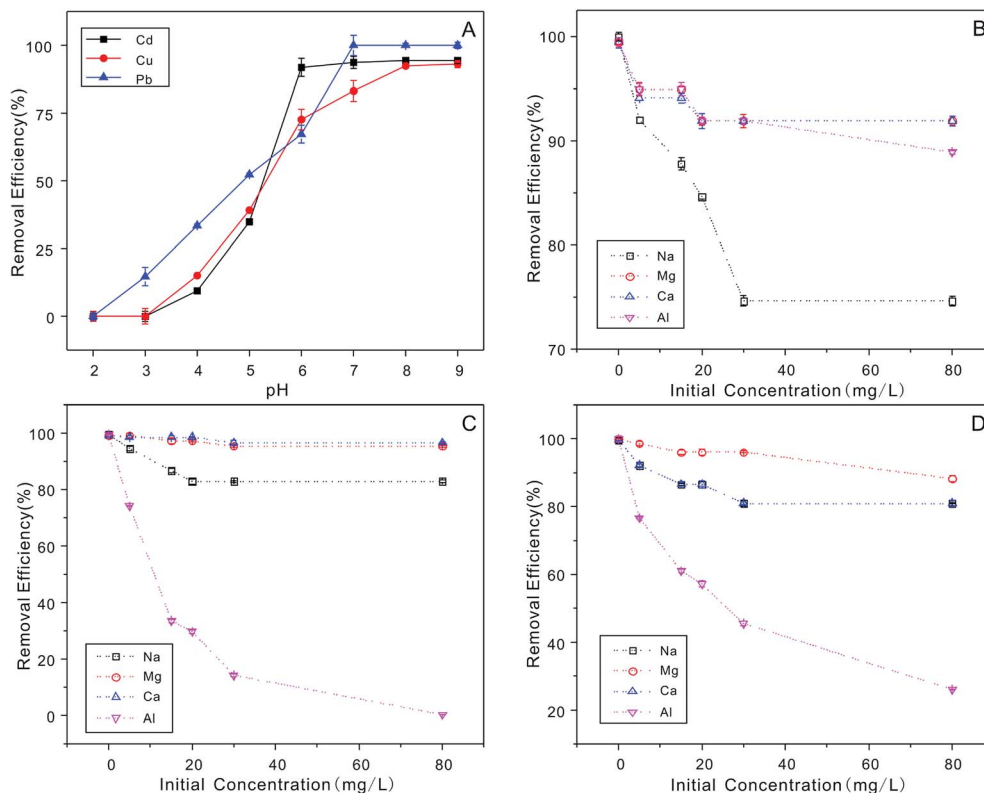 A
Cd
Cu
Pb
Removal Efficiency(%)
100
75
50
25
0
2 3 4 5 6 7 8 9
pH
B
Na
Mg
Ca
Al
Removal Efficiency(%)
100
90
80
70
0 20 40 60 80
Initial Concentration(mg/L)
C
Na
Mg
Ca
Al
Removal Efficiency(%)
100
80
60
40
20
0
0 20 40 60 80
Initial Concentration(mg/L)
D
Na
Mg
Ca
Al
Removal Efficiency(%)
100
80
60
40
20
0 20 40 60 80
Initial Concentration(mg/L)